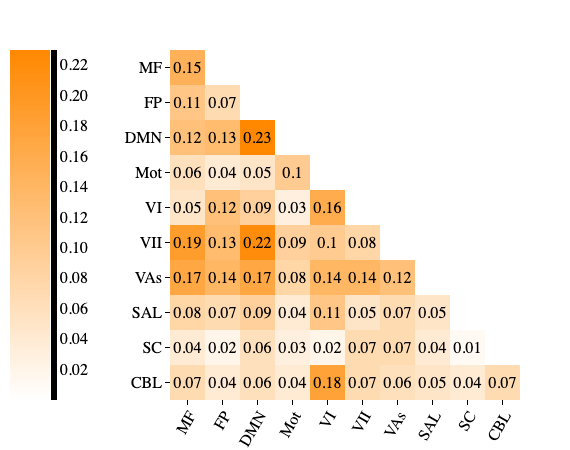 0.22
0.20
0.18
0.16
0.14
0.12
0.10
0.08
0.06
0.04
0.02
MF 0.15
FP 0.11 0.07
DMN 0.12 0.13 0.23
Mot 0.06 0.04 0.05 0.1
VI 0.05 0.12 0.09 0.03 0.16
VII 0.19 0.13 0.22 0.09 0.1 0.08
VAs 0.17 0.14 0.17 0.08 0.14 0.14 0.12
SAL 0.08 0.07 0.09 0.04 0.11 0.05 0.07 0.05
SC 0.04 0.02 0.06 0.03 0.02 0.07 0.07 0.04 0.01
CBL 0.07 0.04 0.06 0.04 0.18 0.07 0.06 0.05 0.04 0.07
MF FP DMN Mot VI VII VAs SAL SC CBL